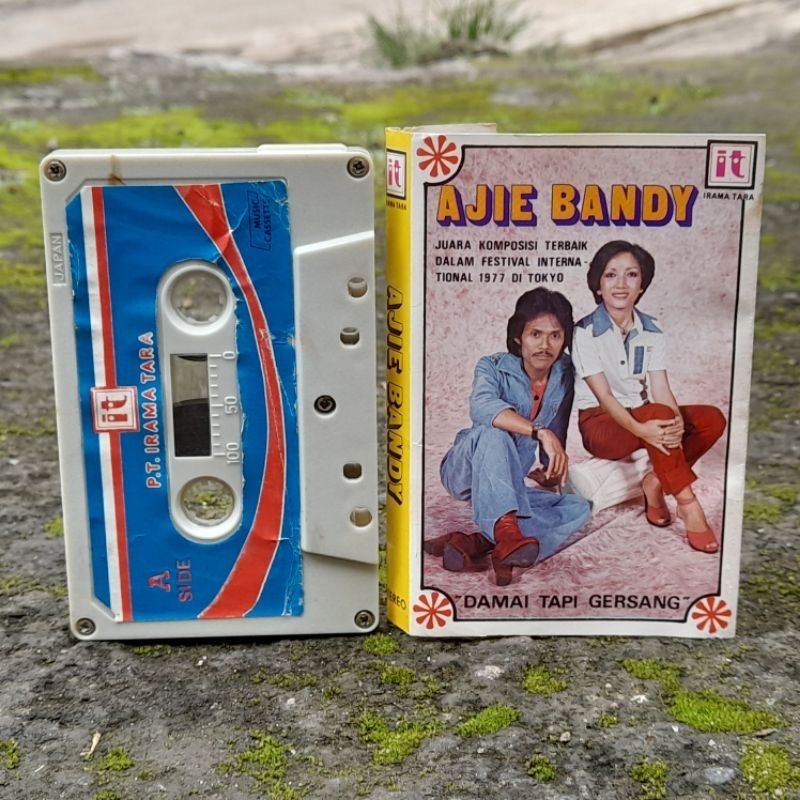 JAPAN
MUSIC
CASSETTE
0
50
100
it
P.T. IRAMA TARA
A
SIDE
it
IRAMA TARA
AJIE BANDY
it
IRAMA TARA
AJIE BANDY
JUARA KOMPOSISI TERBAIK
DALAM FESTIVAL INTERNA-
TIONAL 1977 DI TOKYO
"DAMAI TAPI GERSANG"